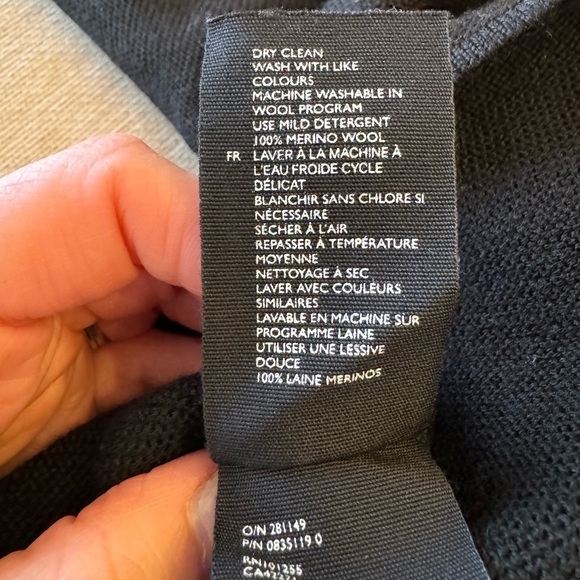 DRY CLEAN
WASH WITH LIKE
COLOURS
MACHINE WASHABLE IN
WOOL PROGRAM
USE MILD DETERGENT
100% MERINO WOOL
FR LAVER À LA MACHINE À
L'EAU FROIDE CYCLE
DÉLICAT
BLANCHIR SANS CHLORE SI
NÉCESSAIRE
SÉCHER À L'AIR
REPASSER À TEMPÉRATURE
MOYENNE
NETTOYAGE À SEC
LAVER AVEC COULEURS
SIMILAIRES
LAVABLE EN MACHINE SUR
PROGRAMME LAINE
UTILISER UNE LESSIVE
DOUCE
100% LAINE MERINOS
O/N 281149
P/N 0835119 0
RN101255